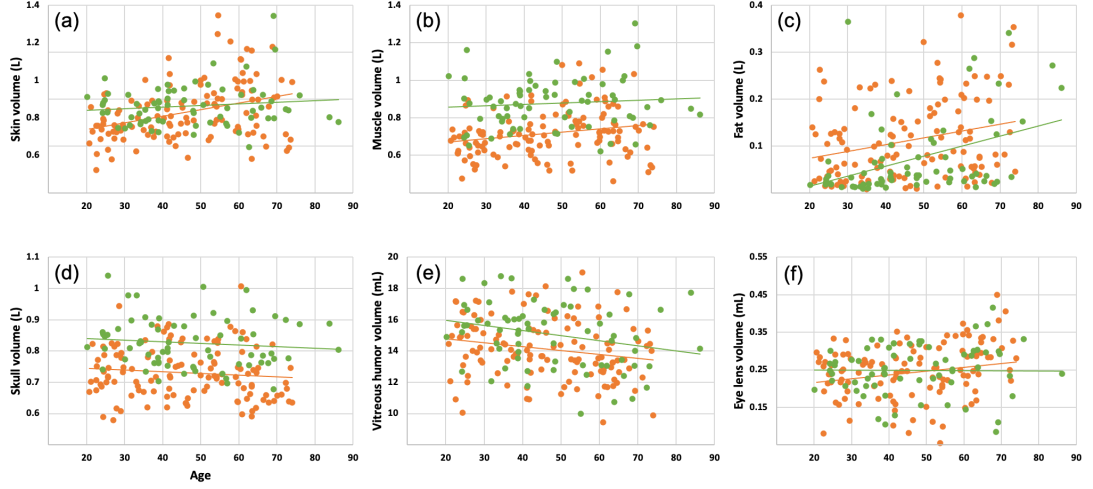 (a)
Skin volume (L)
1.4
1.2
1
0.8
0.6
20 30 40 50 60 70 80 90
(b)
Muscle volume (L)
1.4
1.2
1
0.8
0.6
20 30 40 50 60 70 80 90
(c)
Fat volume (L)
0.4
0.3
0.2
0.1
20 30 40 50 60 70 80 90
(d)
Skull volume (L)
1.1
1
0.9
0.8
0.7
0.6
20 30 40 50 60 70 80 90
Age
(e)
Vitreous humor volume (mL)
20
18
16
14
12
10
20 30 40 50 60 70 80 90
(f)
Eye lens volume (mL)
0.55
0.45
0.35
0.25
0.15
20 30 40 50 60 70 80 90